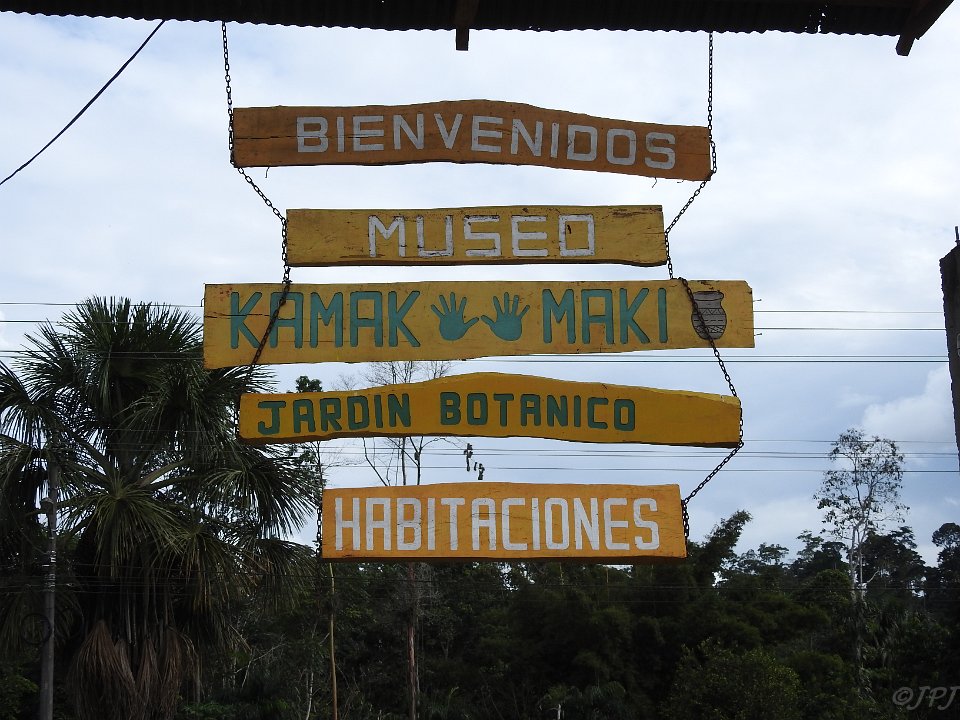 BIENVENIDOS
MUSEO
KAMAK MAKI
JARDIN BOTANICO
HABITACIONES
©JPJ